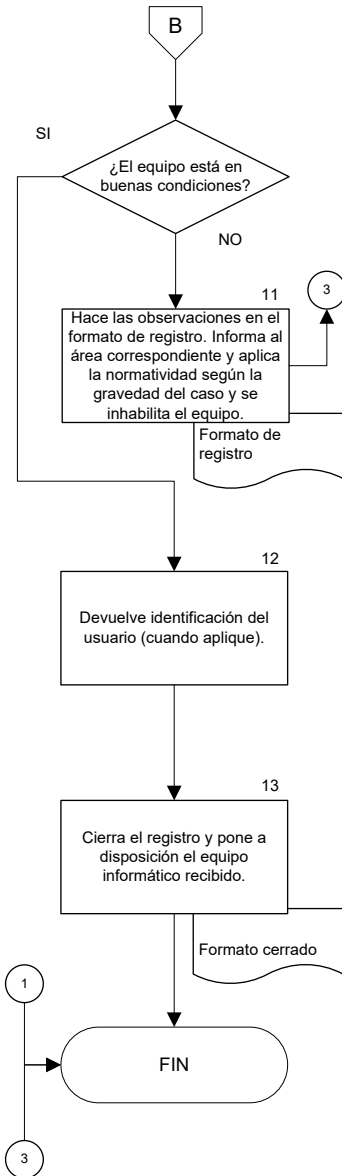 B
SI
¿El equipo está en
buenas condiciones?
NO
11
3
Hace las observaciones en el
formato de registro. Informa al
área correspondiente y aplica
la normatividad según la
gravedad del caso y se
inhabilita el equipo.
Formato de
registro
12
Devuelve identificación del
usuario (cuando aplique).
13
Cierra el registro y pone a
disposición el equipo
informático recibido.
Formato cerrado
1
FIN
3